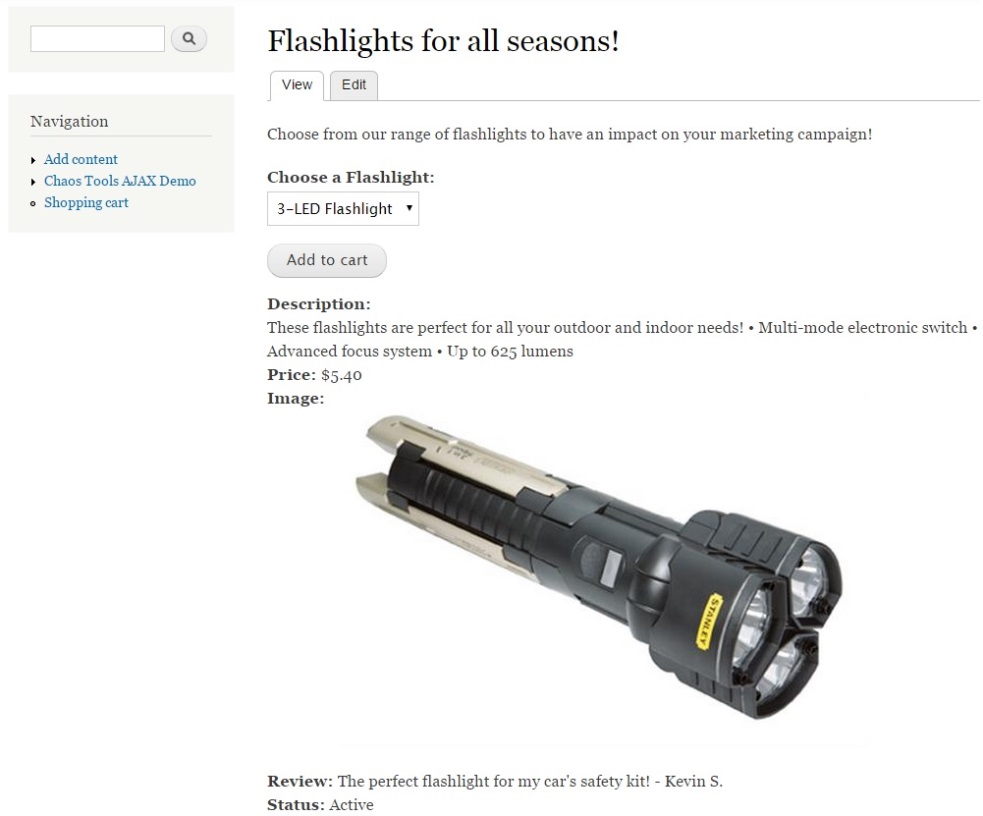 Flashlights for all seasons!
View
Edit
Navigation
Add content
Chaos Tools AJAX Demo
Shopping cart
Choose from our range of flashlights to have an impact on your marketing campaign!
Choose a Flashlight:
3-LED Flashlight
Add to cart
Description:
These flashlights are perfect for all your outdoor and indoor needs! • Multi-mode electronic switch •
Advanced focus system • Up to 625 lumens
Price: $5.40
Image:
STANLEY
Review: The perfect flashlight for my car's safety kit! - Kevin S.
Status: Active